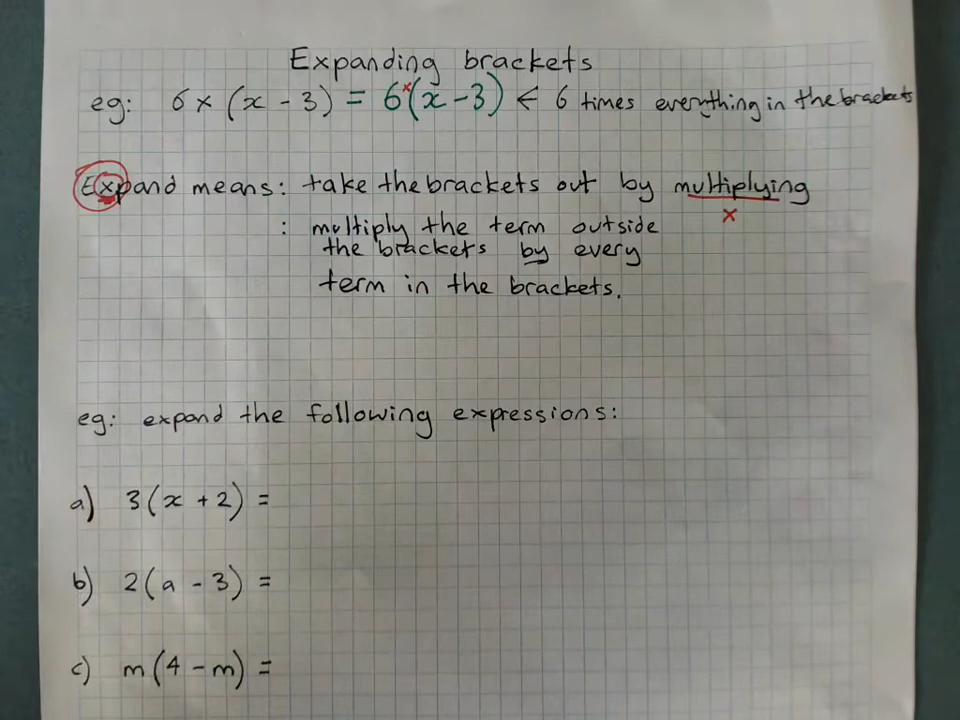 Expanding brackets
eg: 6 × (x - 3) = 6×(x - 3) ← 6 times everything in the brackets
Expand means: take the brackets out by multiplying
×
: multiply the term outside
the brackets by every
term in the brackets.
eg: expand the following expressions:
a) 3(x + 2) =
b) 2(a - 3) =
c) m(4 - m) =